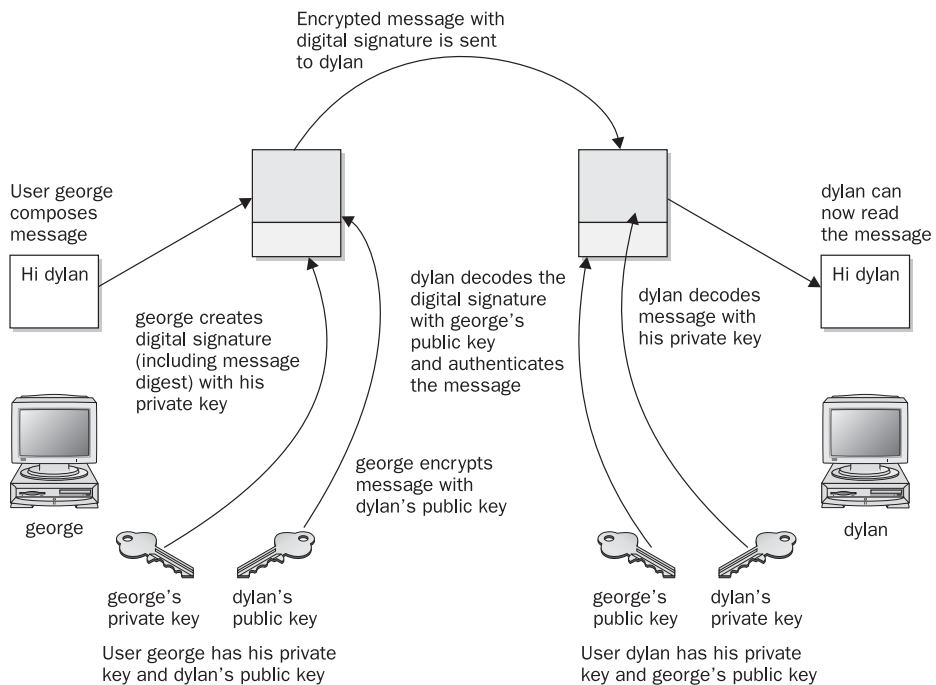 Encrypted message with
digital signature is sent
to dylan
User george
composes
message
Hi dylan
george creates
digital signature
(including message
digest) with his
private key
george encrypts
message with
dylan's public key
george
george's
private key
dylan's
public key
User george has his private
key and dylan's public key
dylan decodes the
digital signature
with george's
public key
and authenticates
the message
dylan decodes
message with
his private key
dylan can
now read
the message
Hi dylan
dylan
george's
public key
dylan's
private key
User dylan has his private
key and george's public key